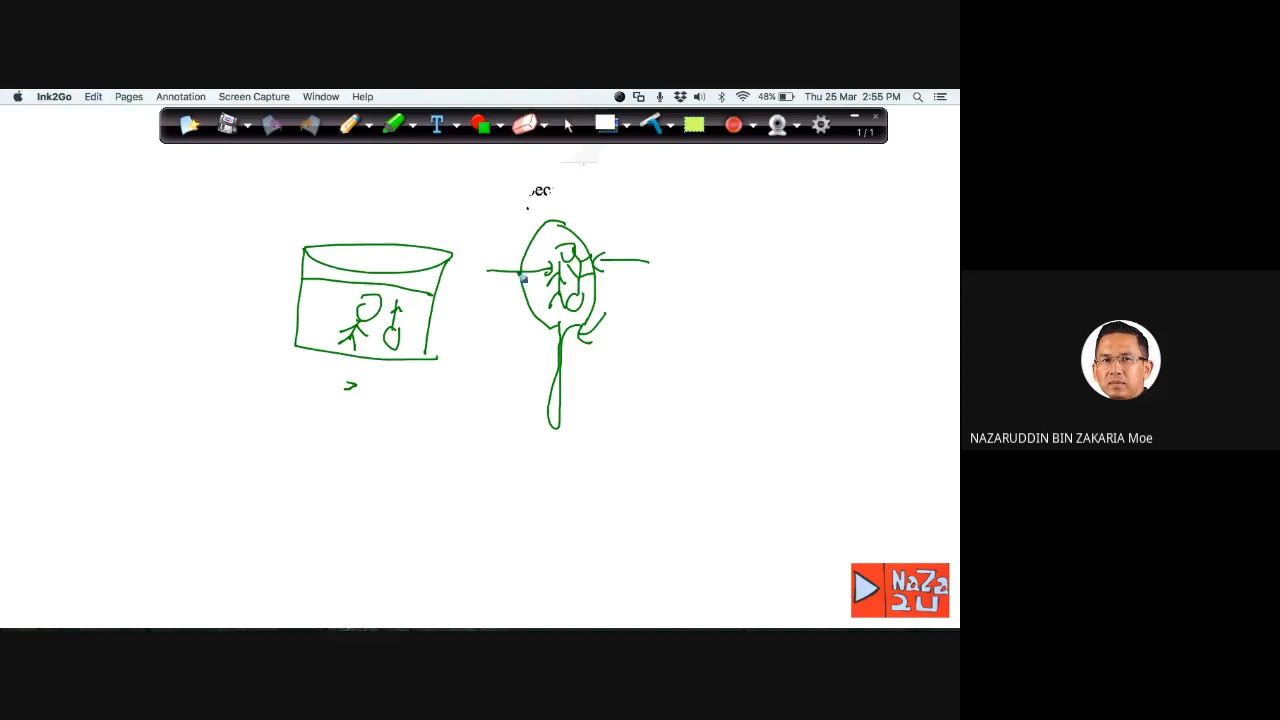 Ink2Go Edit Pages Annotation Screen Capture Window Help 48% Thu 25 Mar 2:55 PM
1/1
NAZARUDDIN BIN ZAKARIA Moe
NaZa
2U